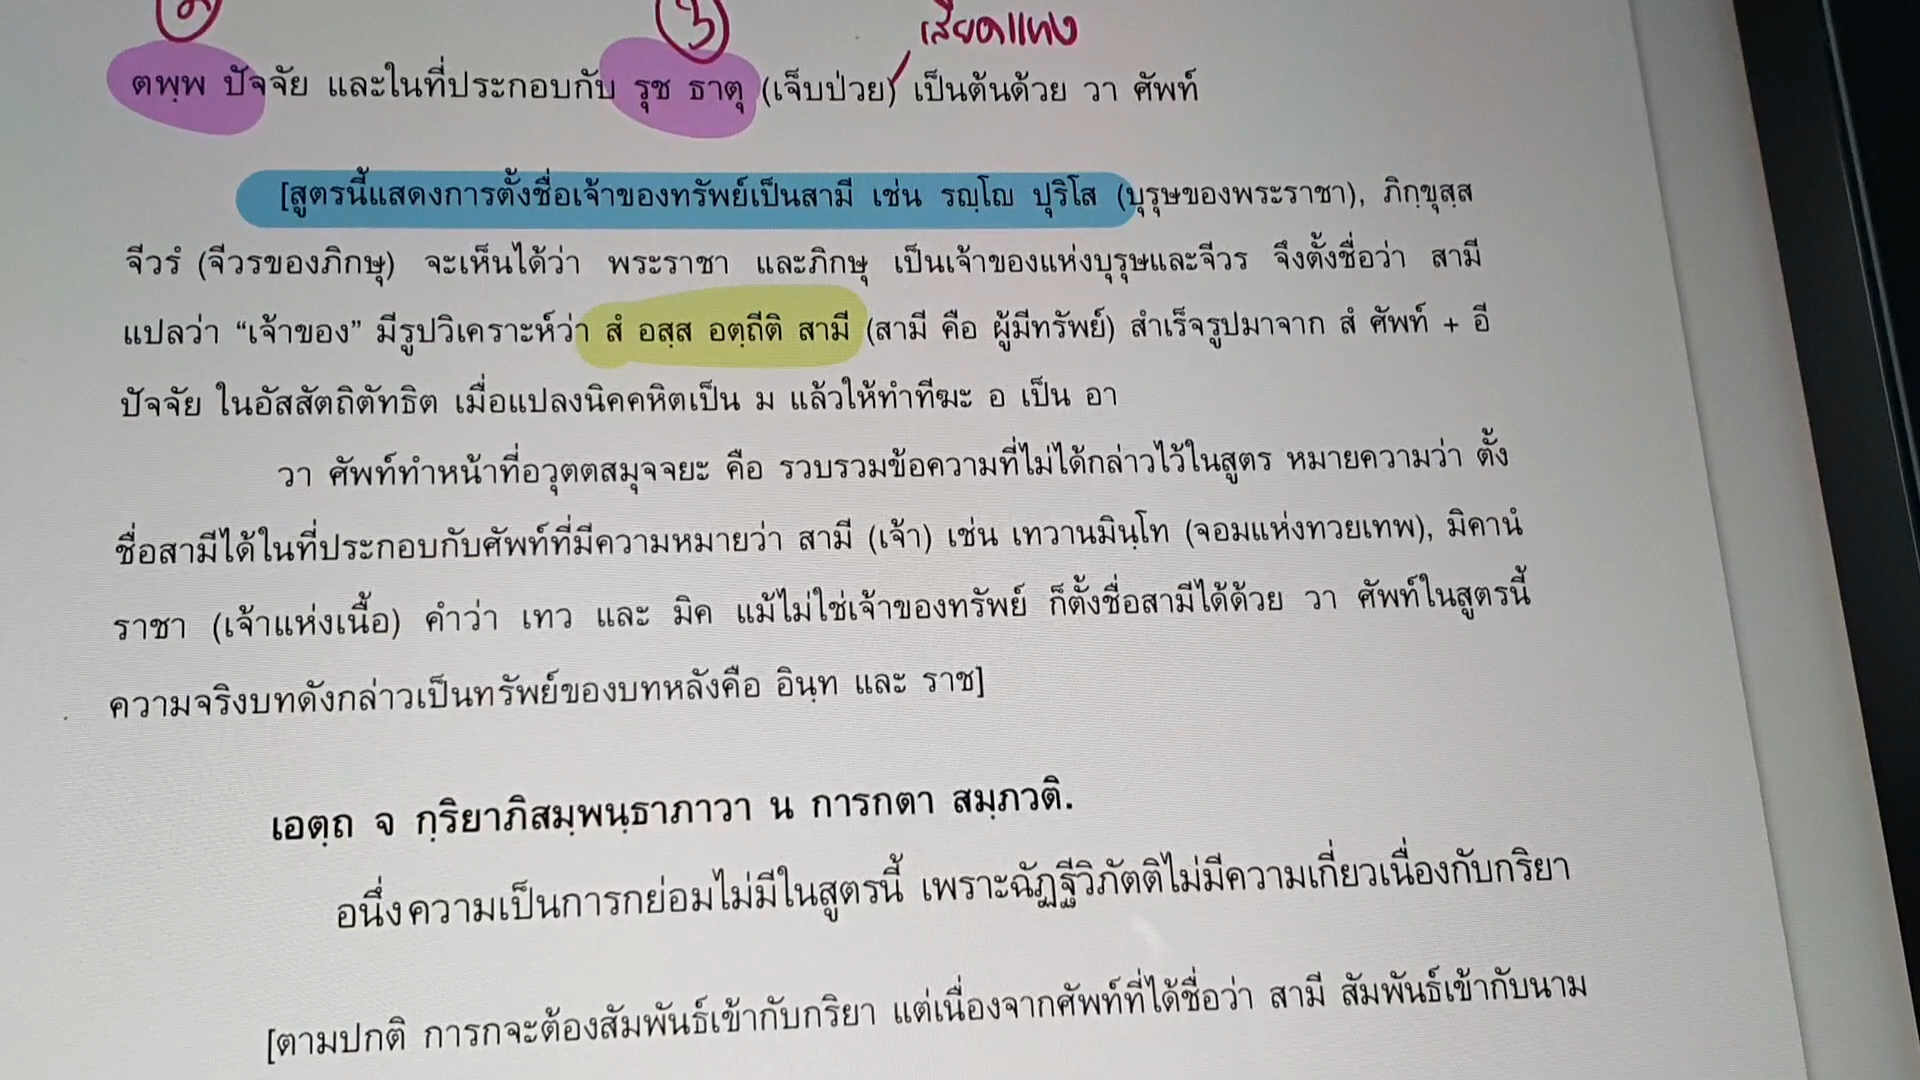 ๓ เสียดแทง
ตพฺพ ปัจจัย และในที่ประกอบกับ รุช ธาตุ (เจ็บป่วย) เป็นต้นด้วย วา ศัพท์
[สูตรนี้แสดงการตั้งชื่อเจ้าของทรัพย์เป็นสามี เช่น รญฺโญ ปุริโส (บุรุษของพระราชา), ภิกฺขุสฺส
จีวรํ (จีวรของภิกษุ) จะเห็นได้ว่า พระราชา และภิกษุ เป็นเจ้าของแห่งบุรุษและจีวร จึงตั้งชื่อว่า สามี
แปลว่า “เจ้าของ” มีรูปวิเคราะห์ว่า สํ อสฺส อตฺถีติ สามี (สามี คือ ผู้มีทรัพย์) สำเร็จรูปมาจาก สํ ศัพท์ + อี
ปัจจัย ในอัสสัตถิตัทธิต เมื่อแปลงนิคคหิตเป็น ม แล้วให้ทำทีฆะ อ เป็น อา
วา ศัพท์ทำหน้าที่อวุตตสมุจจยะ คือ รวบรวมข้อความที่ไม่ได้กล่าวไว้ในสูตร หมายความว่า ตั้ง
ชื่อสามีได้ในที่ประกอบกับศัพท์ที่มีความหมายว่า สามี (เจ้า) เช่น เทวานมินฺโท (จอมแห่งทวยเทพ), มิคานํ
ราชา (เจ้าแห่งเนื้อ) คำว่า เทว และ มิค แม้ไม่ใช่เจ้าของทรัพย์ ก็ตั้งชื่อสามีได้ด้วย วา ศัพท์ในสูตรนี้
ความจริงบทดังกล่าวเป็นทรัพย์ของบทหลังคือ อินฺท และ ราช]
เอตฺถ จ กฺริยาภิสมฺพนฺธาภาวา น การกตา สมฺภวติ.
อนึ่งความเป็นการกย่อมไม่มีในสูตรนี้ เพราะฉัฏฐีวิภัตติไม่มีความเกี่ยวเนื่องกับกริยา
[ตามปกติ การกจะต้องสัมพันธ์เข้ากับกริยา แต่เนื่องจากศัพท์ที่ได้ชื่อว่า สามี สัมพันธ์เข้ากับนาม